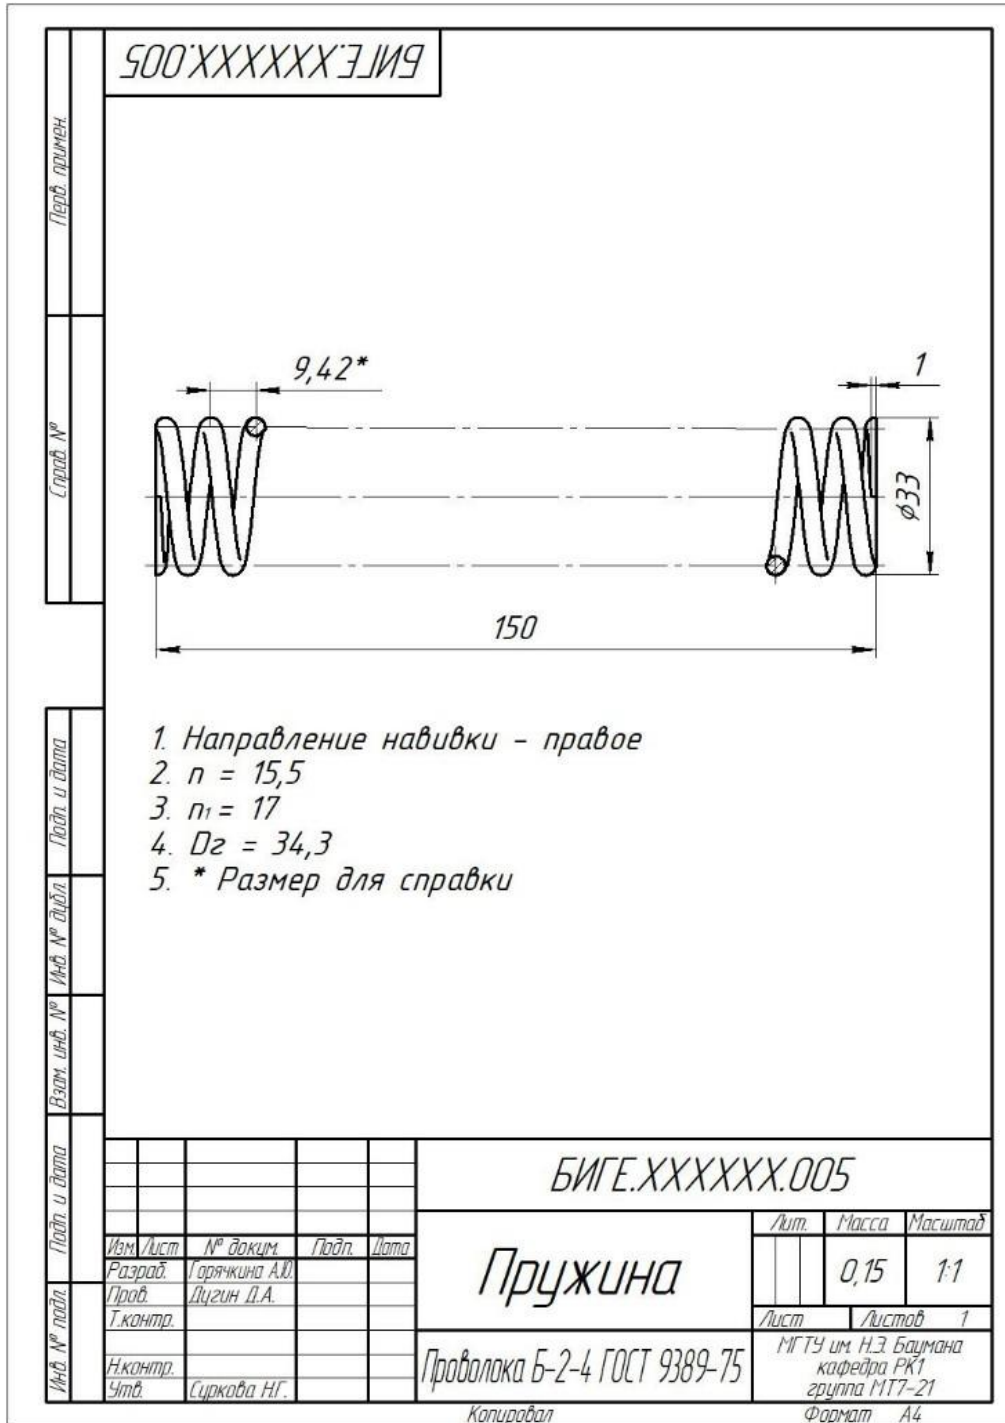 БИГЕ.XXXXXX.005
Перв. примен.
Справ. №
Подп. и дата
Инв. № дубл.
Взам. инв. №
Подп. и дата
Инв. № подл.
9,42*
1
⌀33
150
1. Направление навивки - правое
2. n = 15,5
3. n₁ = 17
4. Dг = 34,3
5. * Размер для справки
БИГЕ.XXXXXX.005
Изм. Лист № докум. Подп. Дата
Разраб. Горячкина А.Ю.
Пров. Дугин Д.А.
Т.контр.
Н.контр.
Утв. Суркова Н.Г.
Пружина
Лит. Масса Масштаб
0,15 1:1
Лист Листов 1
Проволока Б-2-4 ГОСТ 9389-75
МГТУ им. Н.Э. Баумана
кафедра РК1
группа МТ7-21
Копировал Формат А4